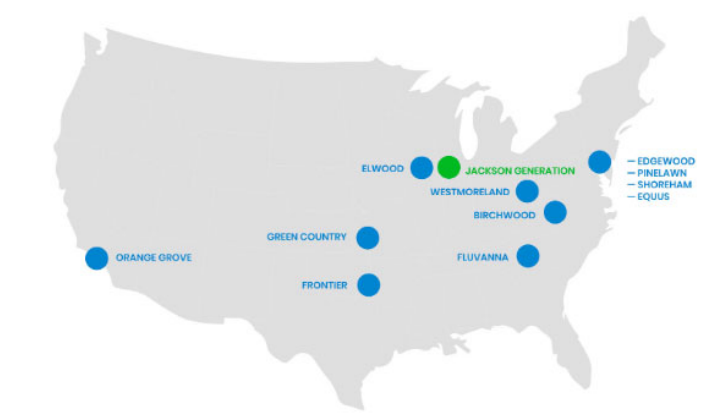 ELWOOD
JACKSON GENERATION
— EDGEWOOD
— PINELAWN
— SHOREHAM
— EQUUS
WESTMORELAND
BIRCHWOOD
GREEN COUNTRY
ORANGE GROVE
FLUVANNA
FRONTIER